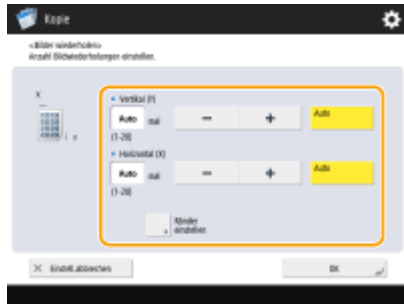 Kopie
<Bilder wiederholen>
Anzahl Bildwiederholungen einstellen.
X
Vertikal (Y)
Auto mal - + Auto
(1-20)
Horizontal (X)
Auto mal - + Auto
(1-20)
Ränder
einstellen
× Einstell. abbrechen OK